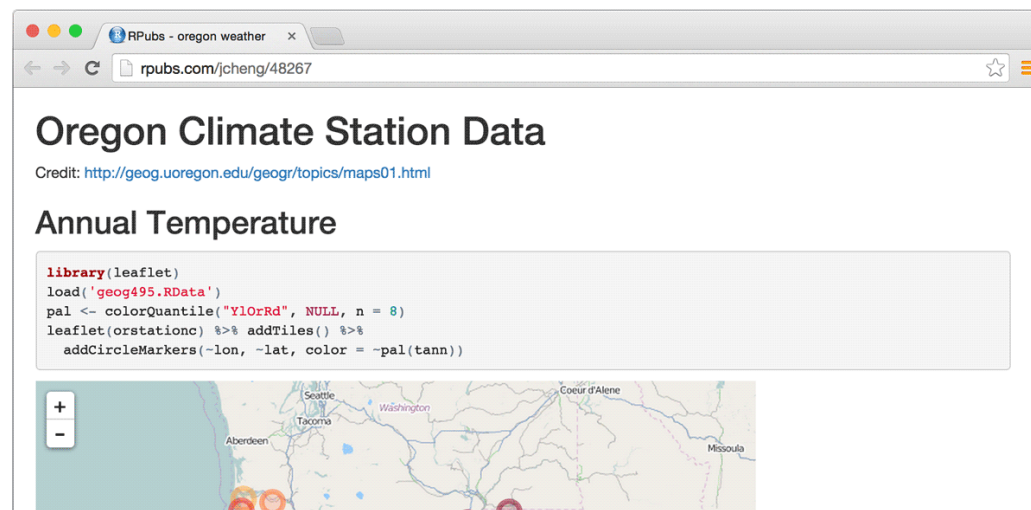 RPubs - oregon weather
rpubs.com/jcheng/48267
Oregon Climate Station Data
Credit: http://geog.uoregon.edu/geogr/topics/maps01.html
Annual Temperature
library(leaflet)
load('geog495.RData')
pal <- colorQuantile("YlOrRd", NULL, n = 8)
leaflet(orstationc) %>% addTiles() %>%
  addCircleMarkers(~lon, ~lat, color = ~pal(tann))
+
−
Seattle
Coeur d'Alene
Washington
Tacoma
Aberdeen
Missoula